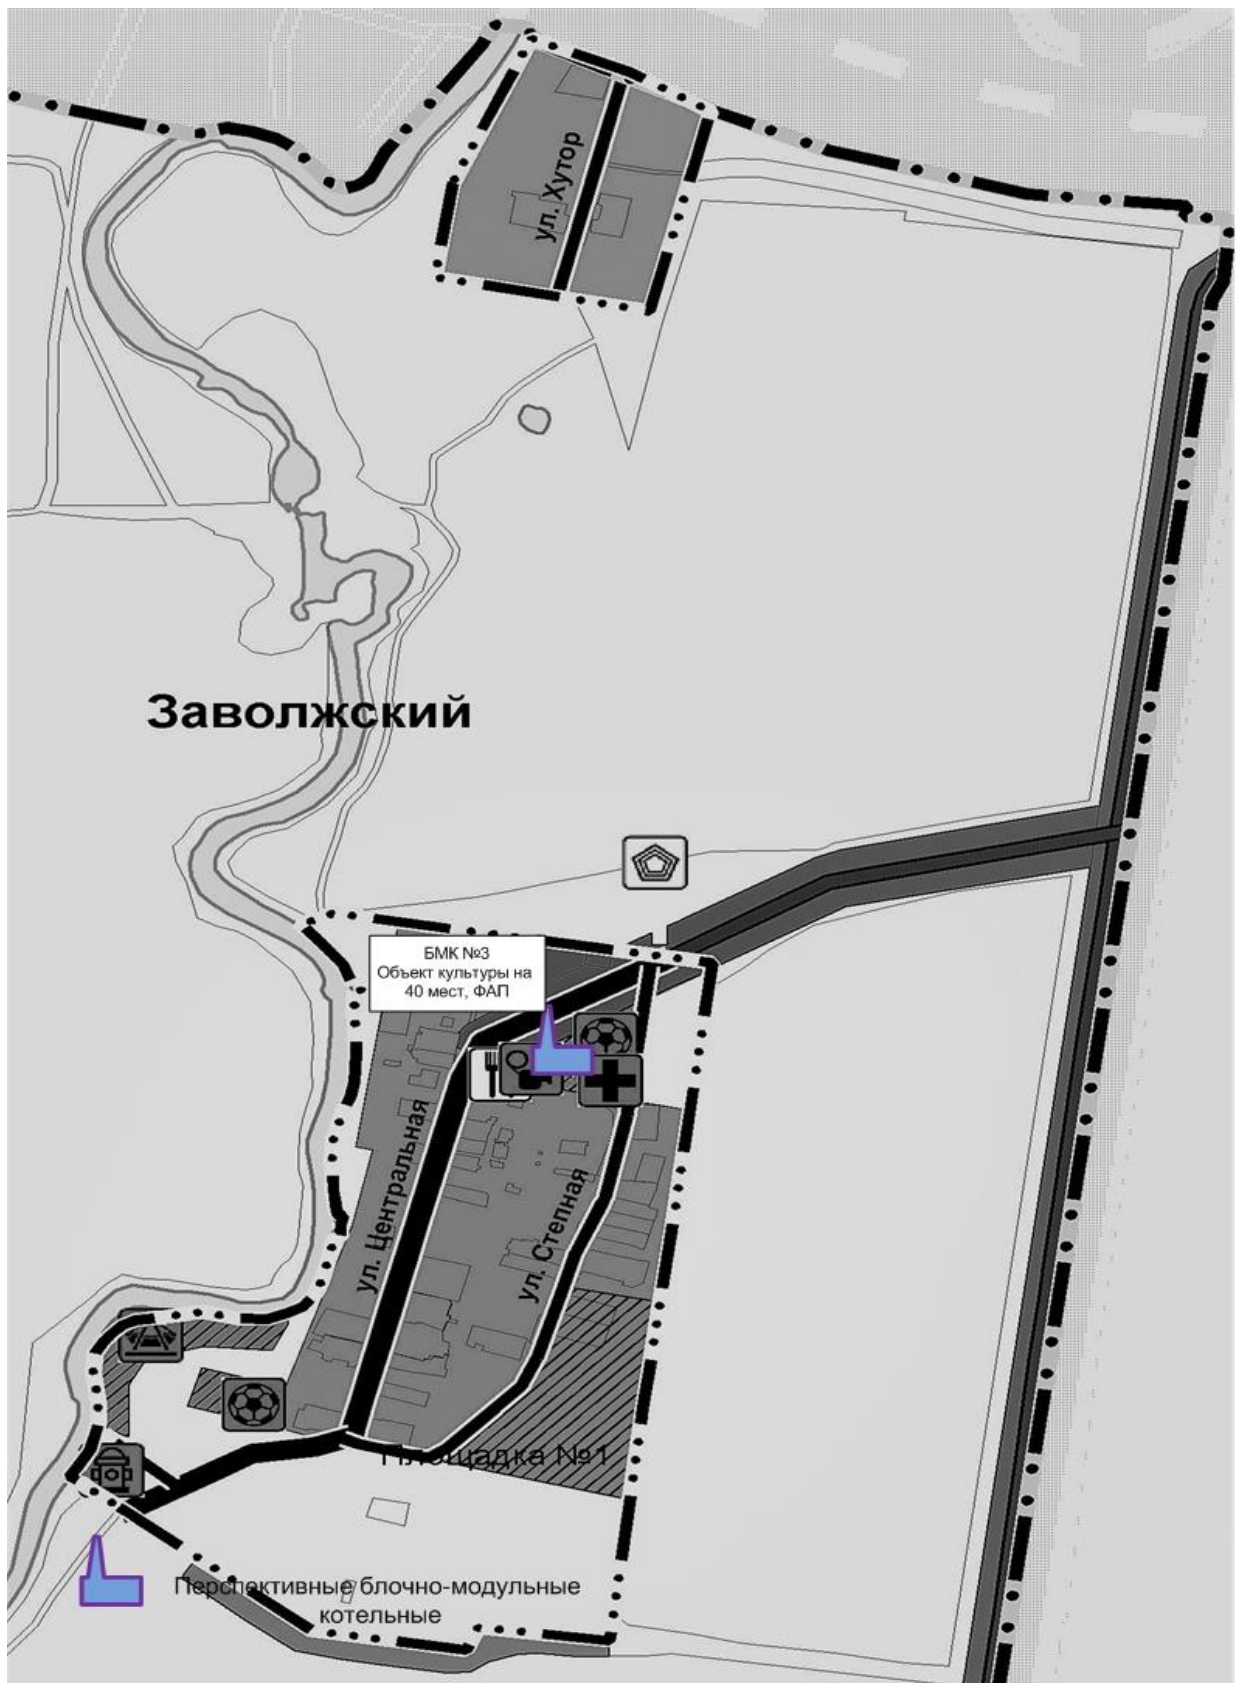 ул. Хутор
Заволжский
БМК №3
Объект культуры на
40 мест, ФАП
ул. Центральная
ул. Степная
Площадка №1
Перспективные блочно-модульные
котельные